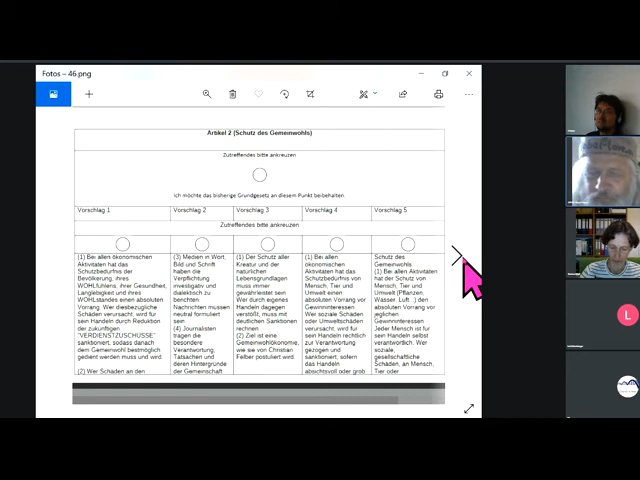 Fotos – 46.png
Artikel 2 (Schutz des Gemeinwohls)
Zutreffendes bitte ankreuzen
Ich möchte das bisherige Grundgesetz an diesem Punkt beibehalten.
Vorschlag 1
Vorschlag 2
Vorschlag 3
Vorschlag 4
Vorschlag 5
Zutreffendes bitte ankreuzen
(1) Bei allen ökonomischen
Aktivitäten hat das
Schutzbedürfnis der
Bevölkerung, ihres
WOHLfühlens, ihrer Gesundheit,
Langlebigkeit und ihres
WOHLstandes einen absoluten
Vorrang. Wer diesbezügliche
Schäden verursacht, wird für
sein Handeln durch Reduktion
der zukünftigen
"VERDIENSTZUSCHÜSSE"
sanktioniert, sodass danach
dem Gemeinwohl bestmöglich
gedient werden muss und wird.
(2) Wer Schäden an den
(3) Medien in Wort,
Bild und Schrift
haben die
Verpflichtung
investigativ und
dialektisch zu
berichten
Nachrichten müssen
neutral formuliert
sein.
(4) Journalisten
tragen die
besondere
Verantwortung,
Tatsachen und
deren Hintergründe
der Gemeinschaft
(1) Der Schutz aller
Kreatur und der
natürlichen
Lebensgrundlagen
muss immer
gewährleistet sein
Wer durch eigenes
Handeln dagegen
verstößt, muss mit
deutlichen Sanktionen
rechnen
(2) Ziel ist eine
Gemeinwohlökonomie,
wie sie von Christian
Felber postuliert wird
(1) Bei allen
ökonomischen
Aktivitäten hat das
Schutzbedürfnis von
Mensch, Tier und
Umwelt einen
absoluten Vorrang vor
Gewinninteressen
Wer soziale Schäden
oder Umweltschäden
verursacht, wird für
sein Handeln rechtlich
zur Verantwortung
gezogen und
sanktioniert, sofern
das Handeln
absichtsvoll oder grob
Schutz des
Gemeinwohls
(1) Bei allen Aktivitäten
hat der Schutz von
Mensch, Tier und
Umwelt (Pflanzen,
Wasser, Luft...) den
absoluten Vorrang vor
jeglichen
Gewinninteressen
Jeder Mensch ist für
sein Handeln selbst
verantwortlich. Wer
soziale,
gesellschaftliche
Schäden, an Mensch,
Tier oder
L